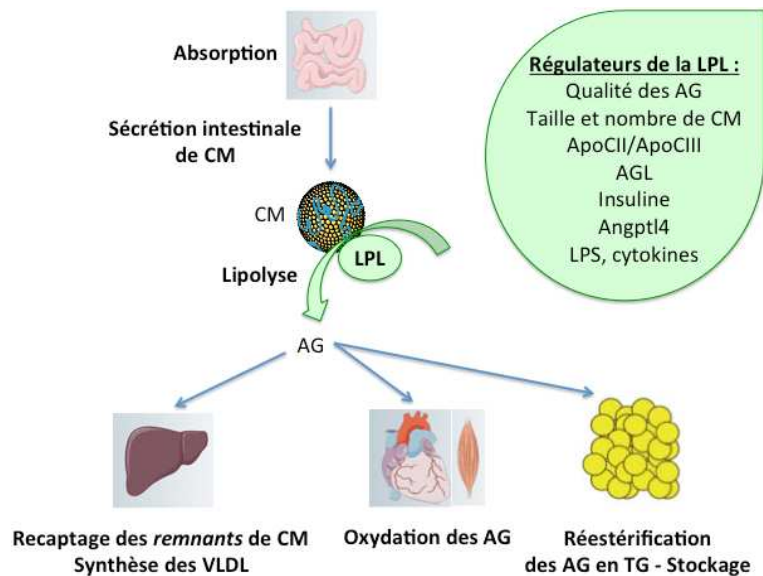 Absorption
Sécrétion intestinale
de CM
CM
LPL
Lipolyse
AG
Régulateurs de la LPL :
Qualité des AG
Taille et nombre de CM
ApoCII/ApoCIII
AGL
Insuline
Angptl4
LPS, cytokines
Recaptage des remnants de CM
Synthèse des VLDL
Oxydation des AG
Réestérification
des AG en TG - Stockage